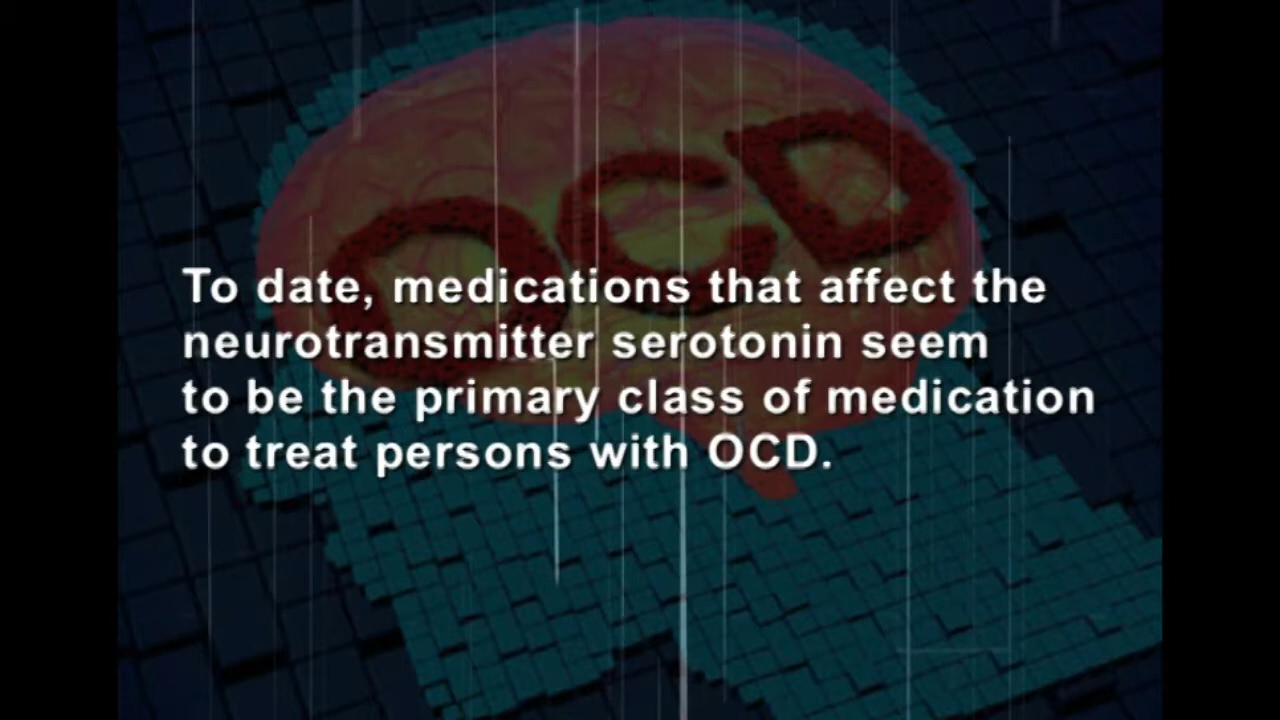 OCD
To date, medications that affect the
neurotransmitter serotonin seem
to be the primary class of medication
to treat persons with OCD.